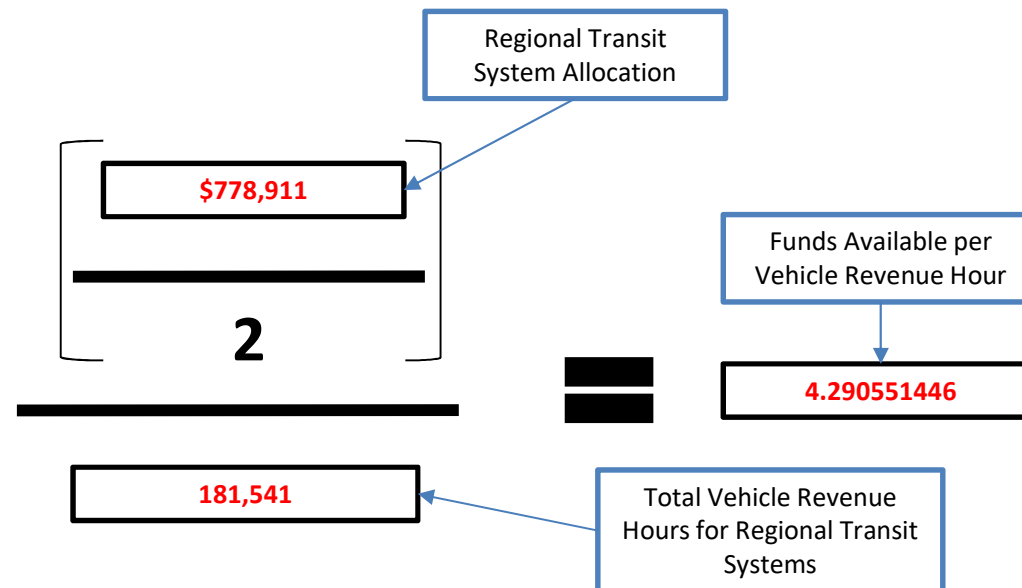 Regional Transit
System Allocation
$778,911
Funds Available per
Vehicle Revenue Hour
2
4.290551446
181,541
Total Vehicle Revenue
Hours for Regional Transit
Systems